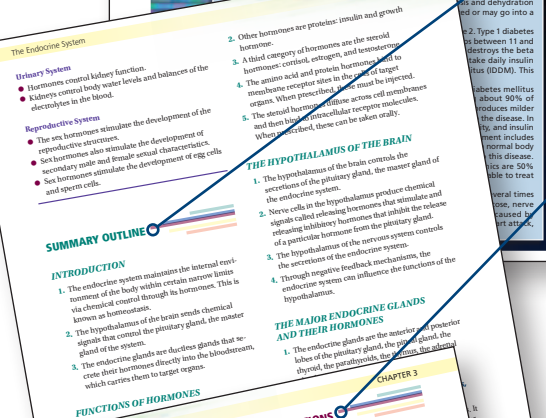 The Endocrine System
Urinary System
Hormones control kidney function.
Kidneys control body water levels and balances of the
electrolytes in the blood.
Reproductive System
The sex hormones stimulate the development of the
reproductive structures.
Sex hormones also stimulate the development of
secondary male and female sexual characteristics.
Sex hormones stimulate the development of egg cells
and sperm cells.
SUMMARY OUTLINE
INTRODUCTION
1. The endocrine system maintains the internal envi-
ronment of the body within certain narrow limits
via chemical control through its hormones. This is
known as homeostasis.
2. The hypothalamus of the brain sends chemical
signals that control the pituitary gland, the master
gland of the system.
3. The endocrine glands are ductless glands that se-
crete their hormones directly into the bloodstream,
which carries them to target organs.
FUNCTIONS OF HORMONES
2. Other hormones are proteins: insulin and growth
hormone.
3. A third category of hormones are the steroid
hormones: cortisol, estrogen, and testosterone.
4. The amino acid and protein hormones bind to
membrane receptor sites in the cells of target
organs. When prescribed, these must be injected.
5. The steroid hormones diffuse across cell membranes
and then bind to intracellular receptor molecules.
When prescribed, these can be taken orally.
THE HYPOTHALAMUS OF THE BRAIN
1. The hypothalamus of the brain controls the
secretions of the pituitary gland, the master gland of
the endocrine system.
2. Nerve cells in the hypothalamus produce chemical
signals called releasing hormones that stimulate and
releasing inhibitory hormones that inhibit the release
of a particular hormone from the pituitary gland.
3. The hypothalamus of the nervous system controls
the secretions of the endocrine system.
4. Through negative feedback mechanisms, the
endocrine system can influence the functions of the
hypothalamus.
THE MAJOR ENDOCRINE GLANDS
AND THEIR HORMONES
1. The endocrine glands are the anterior and posterior
lobes of the pituitary gland, the pineal gland, the
thyroid, the parathyroids, the thymus, the adrenal
CHAPTER 3
and dehydration
ed or may go into a
2. Type 1 diabetes
between 11 and
destroys the beta
take daily insulin
(IDDM). This
mellitus
about 90% of
produces milder
the disease. In
and insulin
includes
normal body
this disease.
are 50%
able to treat
several times
nerve
caused by
attack,